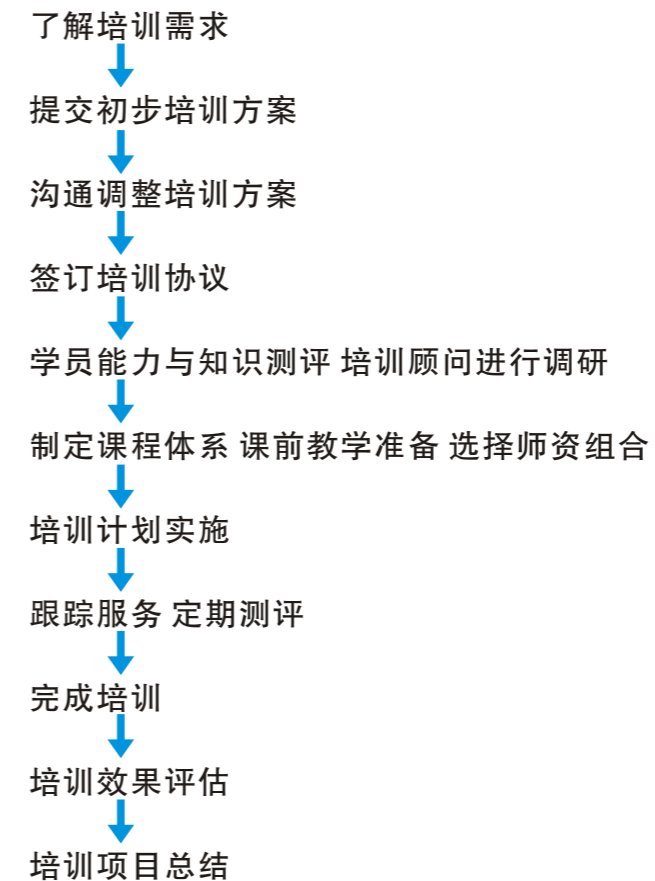 了解培训需求
提交初步培训方案
沟通调整培训方案
签订培训协议
学员能力与知识测评 培训顾问进行调研
制定课程体系 课前教学准备 选择师资组合
培训计划实施
跟踪服务 定期测评
完成培训
培训效果评估
培训项目总结